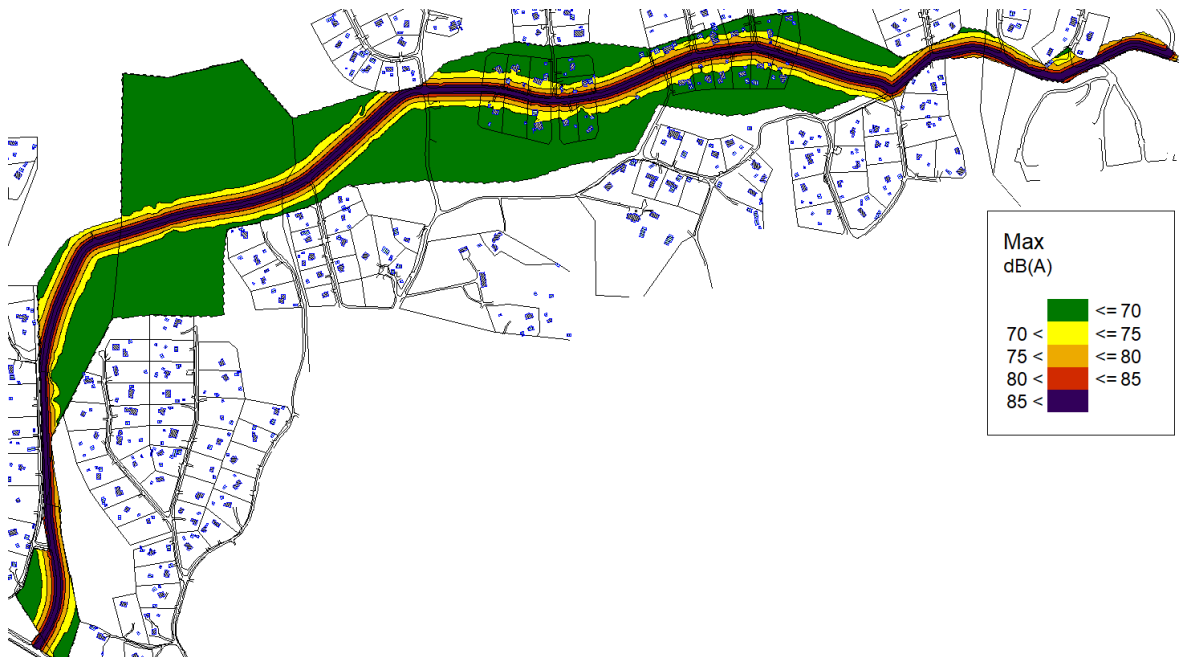 Max
dB(A)
<= 70
70 < <= 75
75 < <= 80
80 < <= 85
85 <